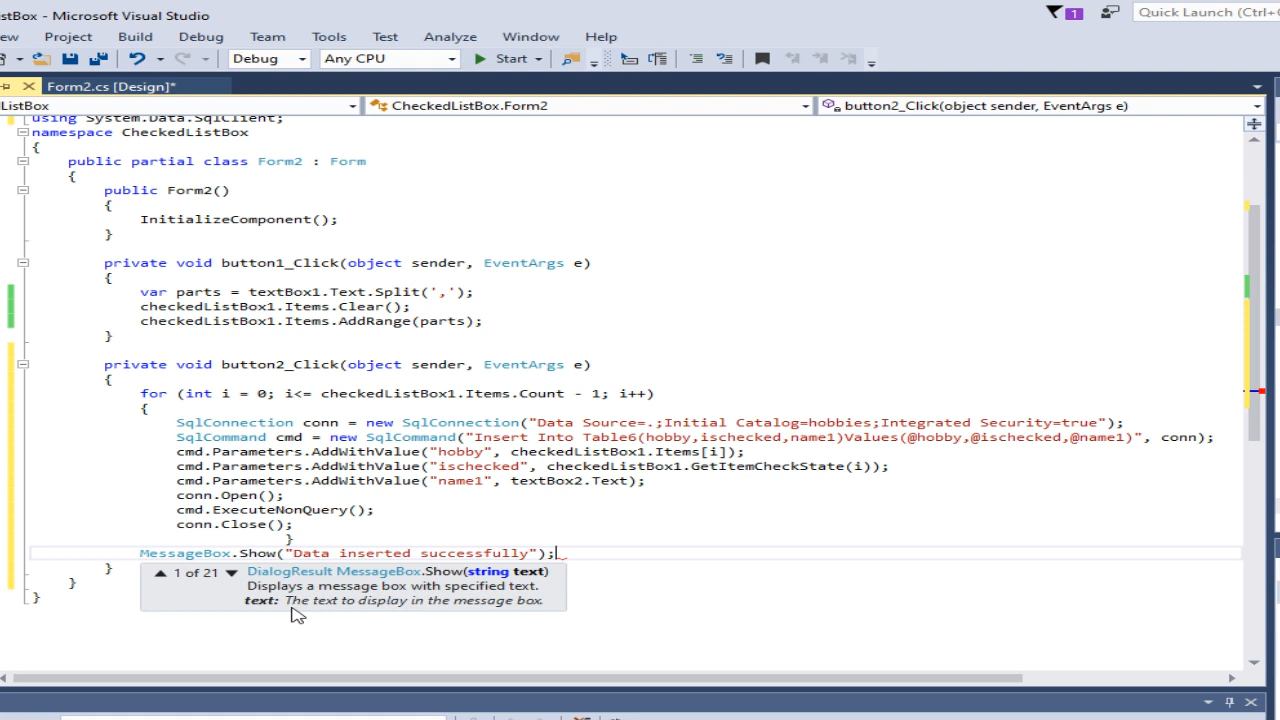 stBox - Microsoft Visual Studio
ew Project Build Debug Team Tools Test Analyze Window Help
1 Quick Launch (Ctrl+
Debug Any CPU Start
Form2.cs [Design]*
ListBox CheckedListBox.Form2 button2_Click(object sender, EventArgs e)
using System.Data.SqlClient;
namespace CheckedListBox
{
public partial class Form2 : Form
{
public Form2()
{
InitializeComponent();
}
private void button1_Click(object sender, EventArgs e)
{
var parts = textBox1.Text.Split(',');
checkedListBox1.Items.Clear();
checkedListBox1.Items.AddRange(parts);
}
private void button2_Click(object sender, EventArgs e)
{
for (int i = 0; i<= checkedListBox1.Items.Count - 1; i++)
{
SqlConnection conn = new SqlConnection("Data Source=.;Initial Catalog=hobbies;Integrated Security=true");
SqlCommand cmd = new SqlCommand("Insert Into Table6(hobby,ischecked,name1)Values(@hobby,@ischecked,@name1)", conn);
cmd.Parameters.AddWithValue("hobby", checkedListBox1.Items[i]);
cmd.Parameters.AddWithValue("ischecked", checkedListBox1.GetItemCheckState(i));
cmd.Parameters.AddWithValue("name1", textBox2.Text);
conn.Open();
cmd.ExecuteNonQuery();
conn.Close();
}
MessageBox.Show("Data inserted successfully");
}
1 of 21 DialogResult MessageBox.Show(string text)
Displays a message box with specified text.
}
text: The text to display in the message box.
}